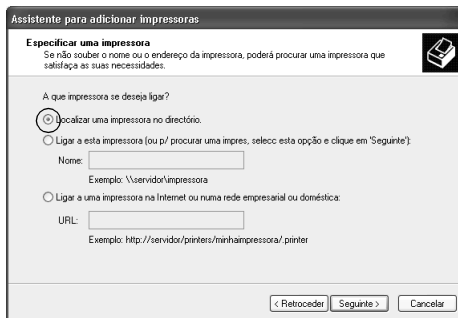 Assistente para adicionar impressoras
Especificar uma impressora
Se não souber o nome ou o endereço da impressora, poderá procurar uma impressora que
satisfaça as suas necessidades.
A que impressora se deseja ligar?
Localizar uma impressora no directório.
Ligar a esta impressora (ou p/ procurar uma impres, selecc esta opção e clique em 'Seguinte'):
Nome:
Exemplo: \\servidor\impressora
Ligar a uma impressora na Internet ou numa rede empresarial ou doméstica:
URL:
Exemplo: http://servidor/printers/minhaimpressora/.printer
< Retroceder Seguinte > Cancelar